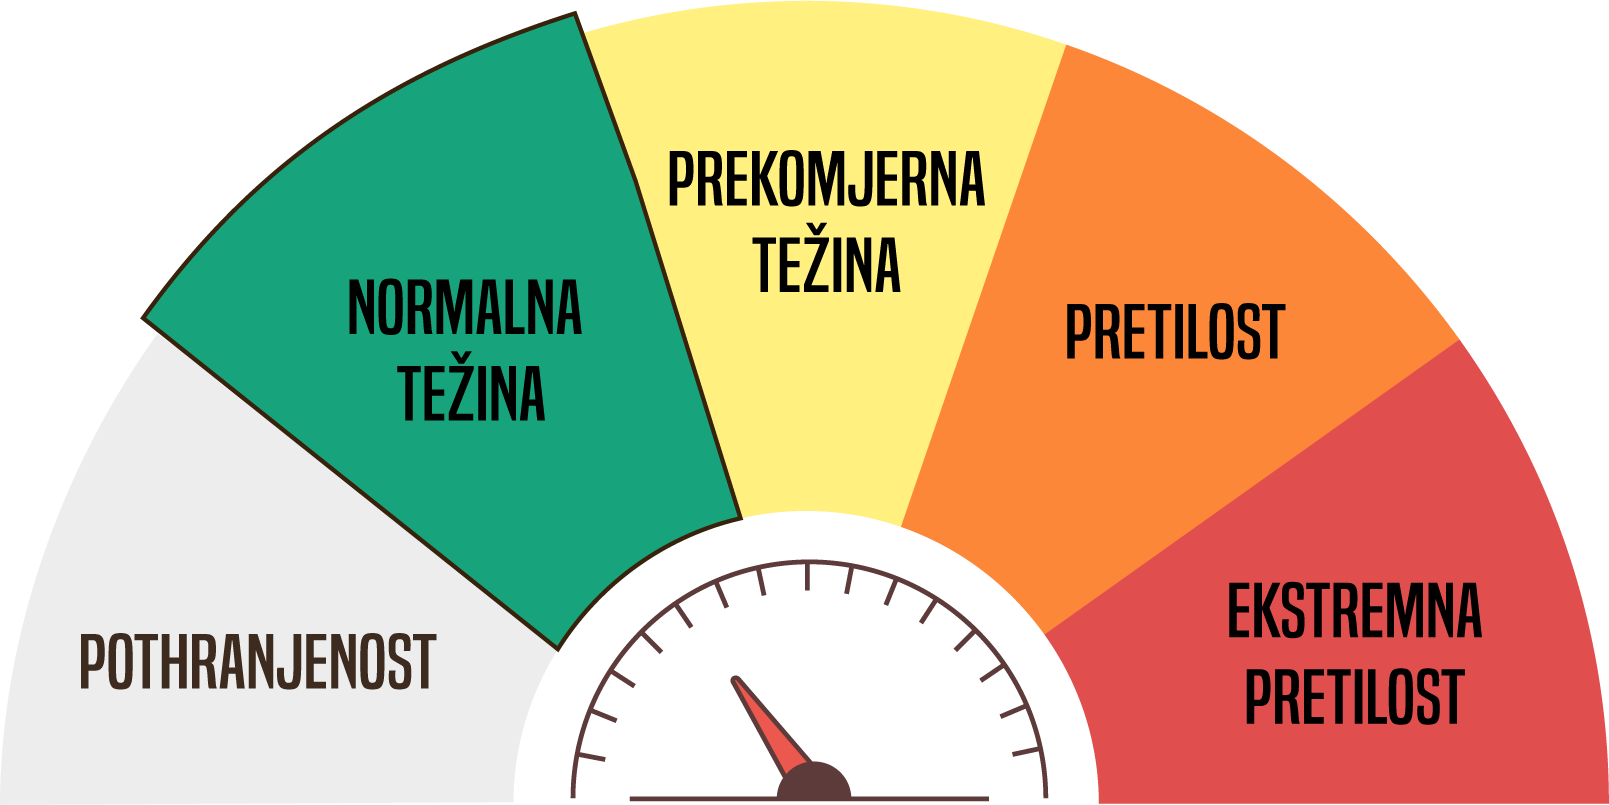 POTHRANJENOST
NORMALNA
TEŽINA
PREKOMJERNA
TEŽINA
PRETILOST
EKSTREMNA
PRETILOST